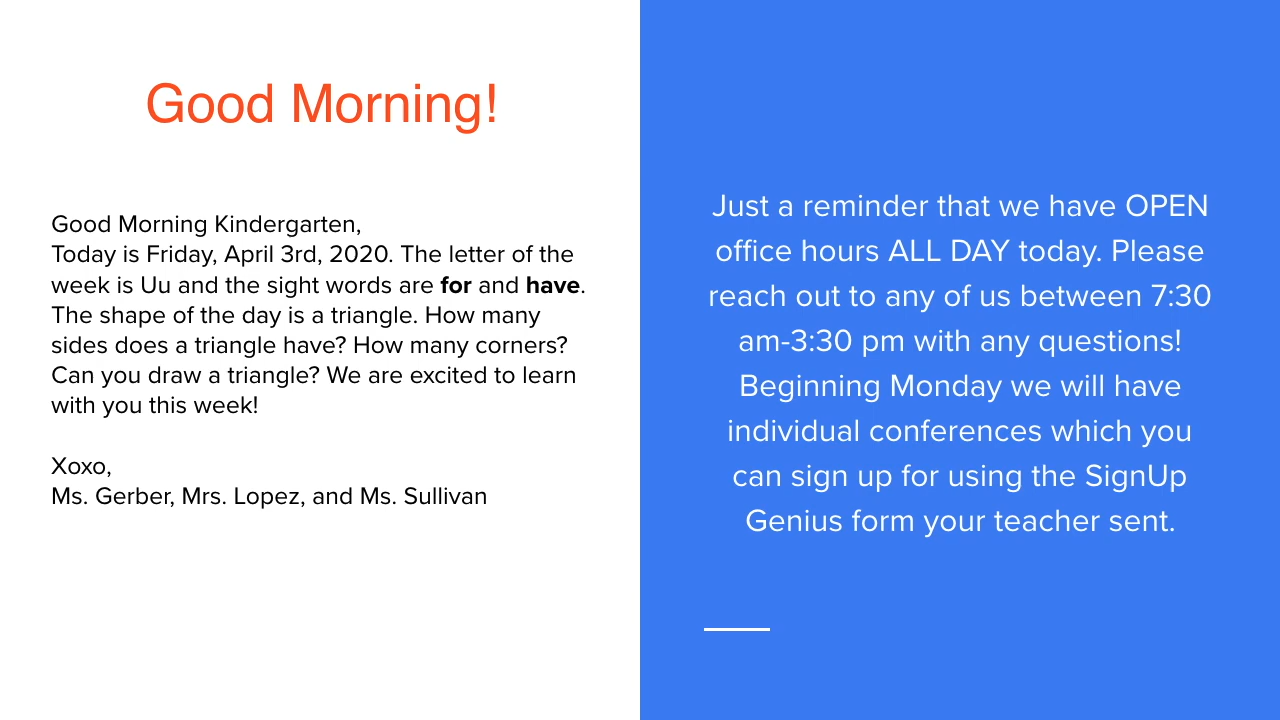 Good Morning!
Good Morning Kindergarten,
Today is Friday, April 3rd, 2020. The letter of the
week is Uu and the sight words are for and have.
The shape of the day is a triangle. How many
sides does a triangle have? How many corners?
Can you draw a triangle? We are excited to learn
with you this week!
Xoxo,
Ms. Gerber, Mrs. Lopez, and Ms. Sullivan
Just a reminder that we have OPEN
office hours ALL DAY today. Please
reach out to any of us between 7:30
am-3:30 pm with any questions!
Beginning Monday we will have
individual conferences which you
can sign up for using the SignUp
Genius form your teacher sent.